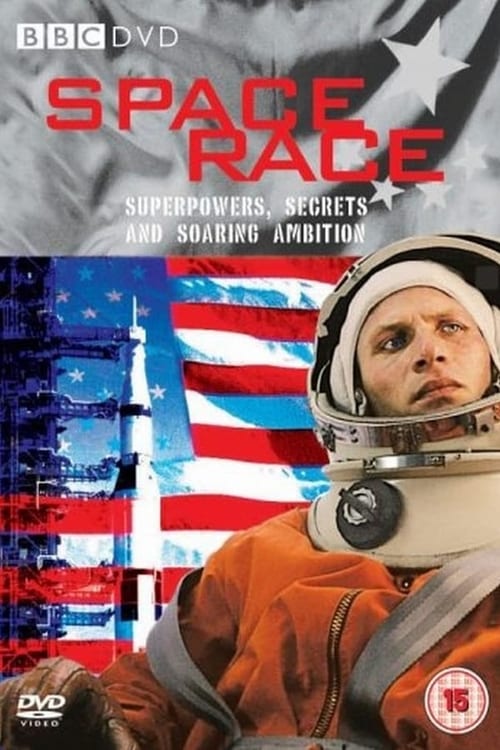 BBC DVD
SPACE
RACE
SUPERPOWERS, SECRETS
AND SOARING AMBITION
DVD
VIDEO
15